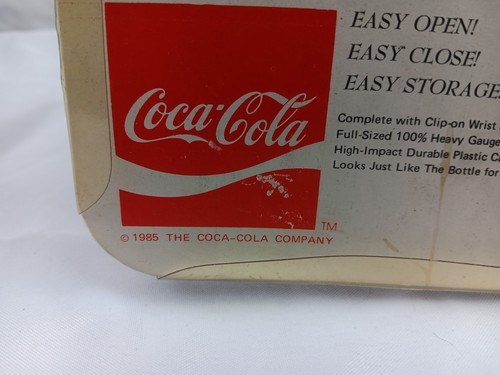 Coca-Cola
TM
© 1985 THE COCA-COLA COMPANY
EASY OPEN!
EASY CLOSE!
EASY STORAGE
Complete with Clip-on Wrist
Full-Sized 100% Heavy Gauge
High-Impact Durable Plastic
Looks Just Like The Bottle for